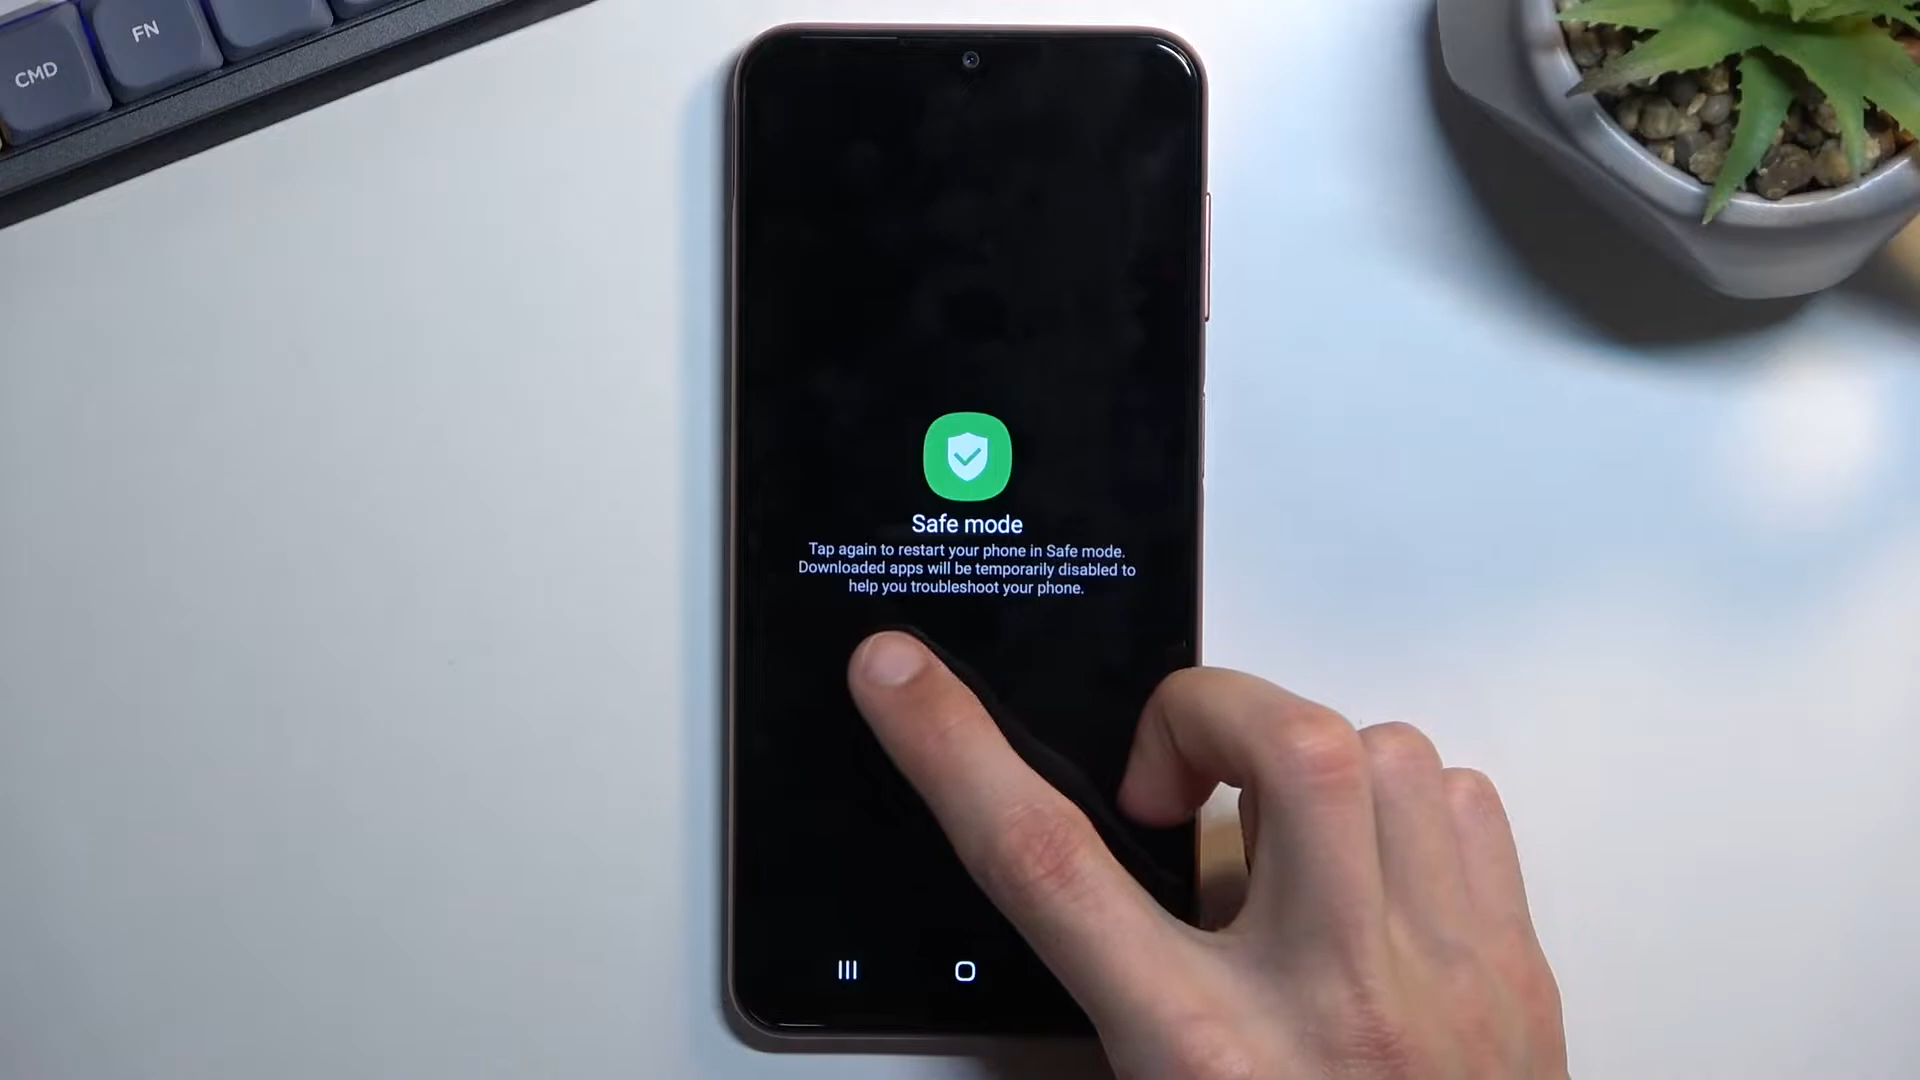 CMD
FN
Safe mode
Tap again to restart your phone in Safe mode.
Downloaded apps will be temporarily disabled to
help you troubleshoot your phone.